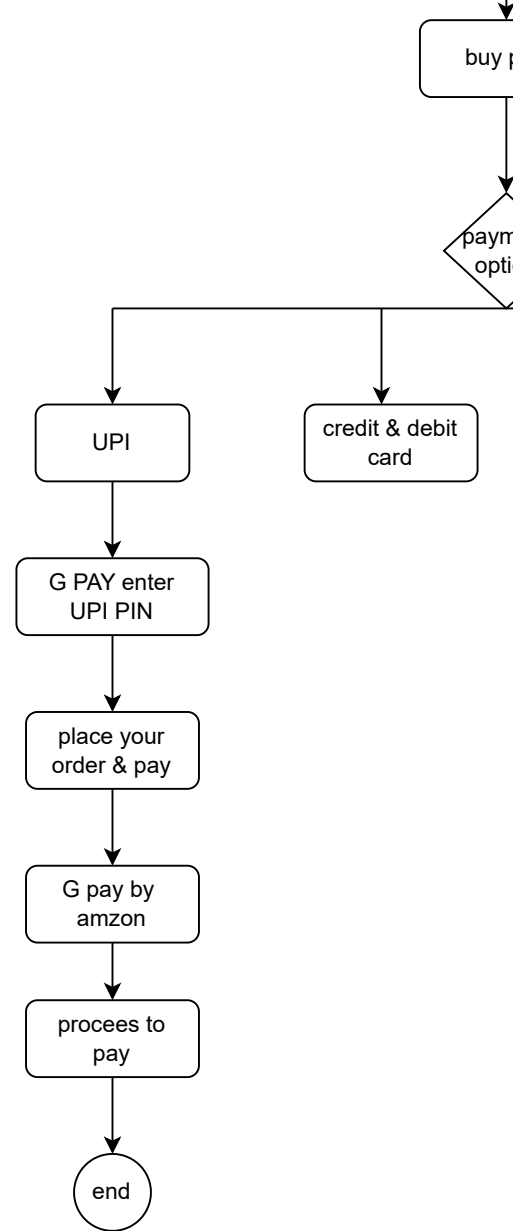 buy
UPI
credit & debit
card
G PAY enter
UPI PIN
place your
order & pay
G pay by
amzon
procees to
pay
end